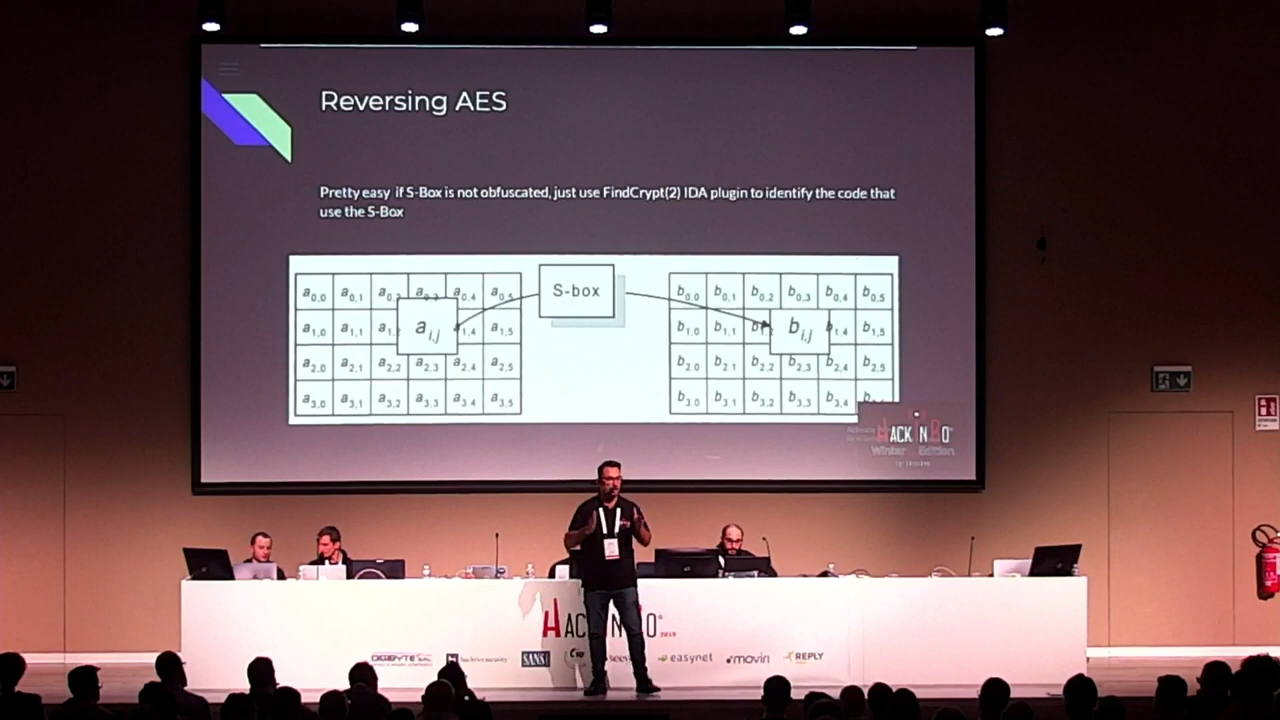 Reversing AES
Pretty easy if S-Box is not obfuscated, just use FindCrypt(2) IDA plugin to identify the code that
use the S-Box
S-box
a0,0 a0,1 a0,4
a1,0 a1,1 1,4 a1,5
a2,0 a2,1 a2,2 a2,3 a2,4 a2,5
a3,0 a3,1 a3,2 a3,3 a3,4 a3,5
ai,j
b0,0 b0,1 b0,2 b0,3 b0,4 b0,5
b1,0 b1,1 1,4 b1,5
b2,0 b2,1 b2,2 b2,3 b2,4 b2,5
b3,0 b3,1 b3,2 b3,3 b3,4
bi,j
HACKINBO®
Winter Edition
HACKINBO®
2019
SANS easynet movin REPLY